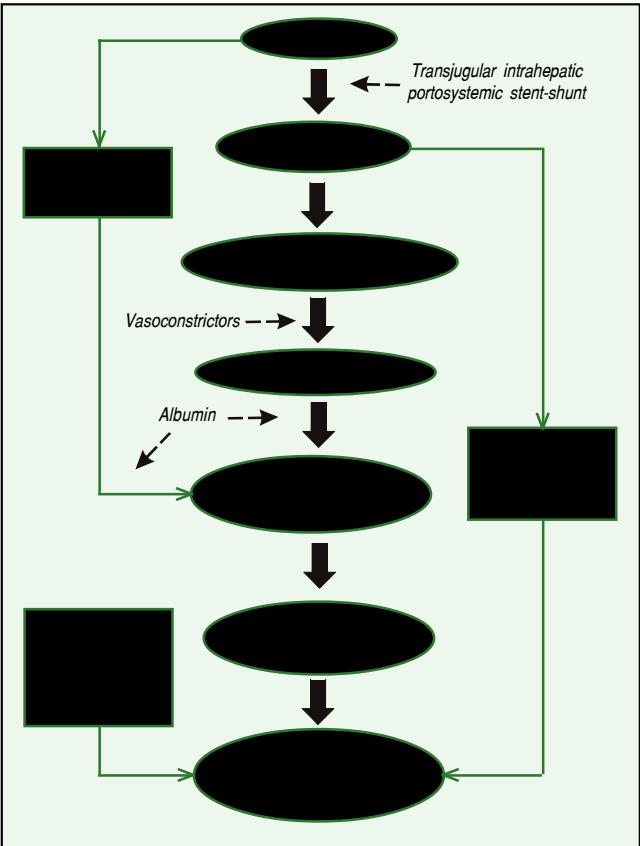 Transjugular intrahepatic
portosystemic stent-shunt
Vasoconstrictors
Albumin